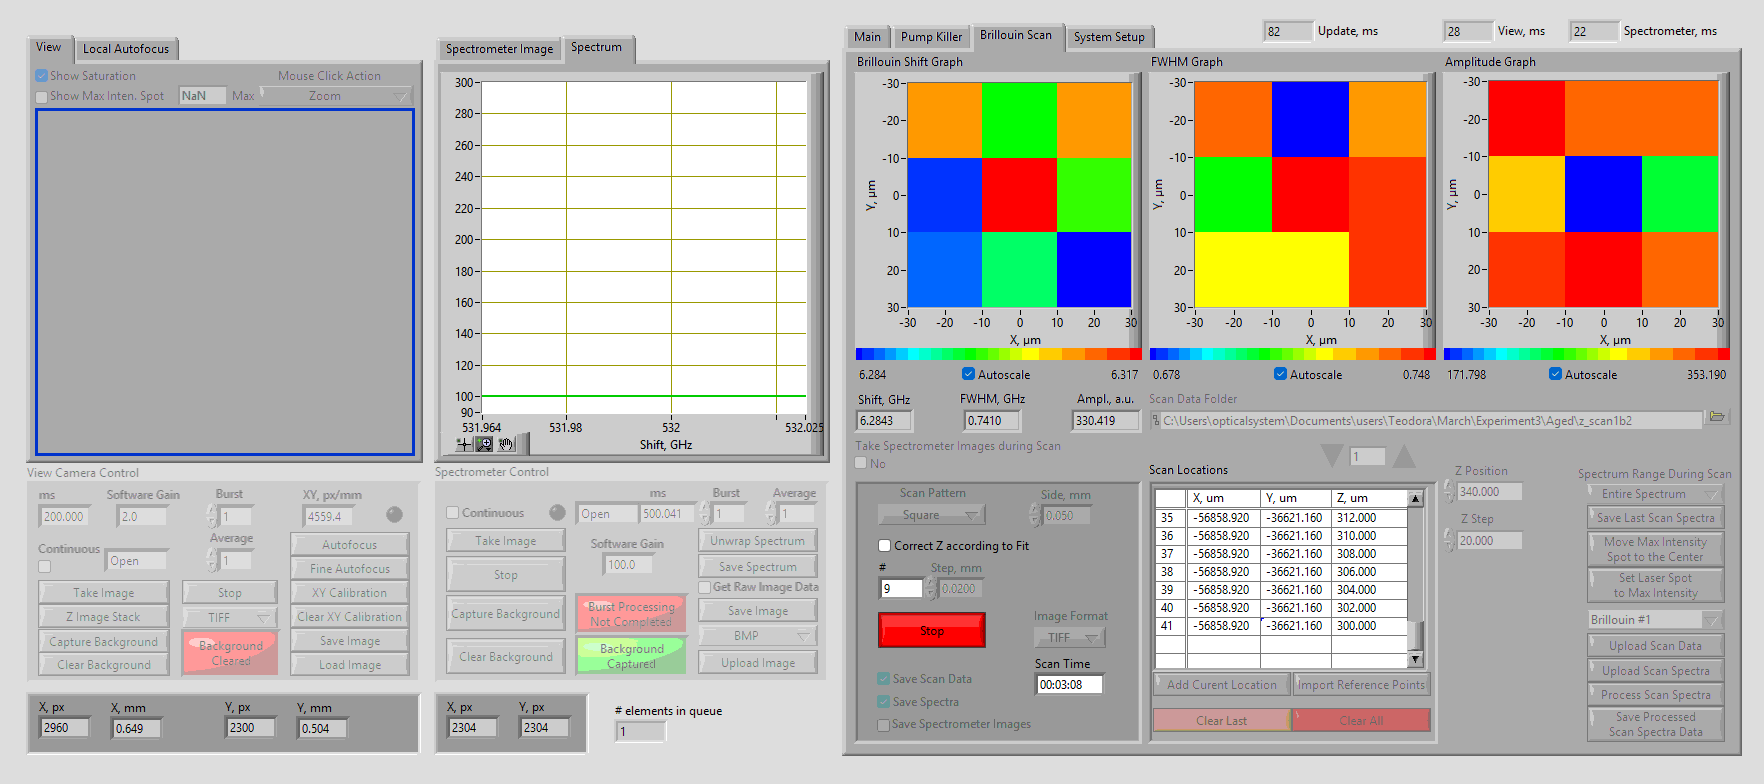 View
Local Autofocus
Show Saturation
Mouse Click Action
Show Max Inten. Spot
NaN
Max
Zoom
View Camera Control
ms
Software Gain
Burst
XY, px/mm
200.000
2.0
1
4559.4
Average
Continuous
Open
1
Autofocus
Fine Autofocus
Take Image
Stop
XY Calibration
Z Image Stack
TIFF
Clear XY Calibration
Capture Background
Background
Cleared
Save Image
Clear Background
Load Image
X, px
X, mm
Y, px
Y, mm
2960
0.649
2300
0.504
Spectrometer Image
Spectrum
300
280
260
240
220
200
180
160
140
120
100
90
531.964
531.98
532
532.025
Shift, GHz
Spectrometer Control
ms
Burst
Average
Continuous
Open
500.041
1
1
Take Image
Software Gain
Unwrap Spectrum
Stop
100.0
Save Spectrum
Get Raw Image Data
Capture Background
Burst Processing
Not Completed
Save Image
BMP
Clear Background
Background
Captured
Upload Image
X, px
Y, px
2304
2304
# elements in queue
1
82
Update, ms
28
View, ms
22
Spectrometer, ms
Main
Pump Killer
Brillouin Scan
System Setup
Brillouin Shift Graph
-30
-20
-10
0
10
20
30
Y, µm
-30
-20
-10
0
10
20
30
X, µm
6.284
Autoscale
6.317
FWHM Graph
-30
-20
-10
0
10
20
30
Y, µm
-30
-20
-10
0
10
20
30
X, µm
0.678
Autoscale
0.748
Amplitude Graph
-30
-20
-10
0
10
20
30
Y, µm
-30
-20
-10
0
10
20
30
X, µm
171.798
Autoscale
353.190
Shift, GHz
FWHM, GHz
Ampl., a.u.
Scan Data Folder
6.2843
0.7410
330.419
C:\Users\opticalsystem\Documents\users\Teodora\March\Experiment3\Aged\z_scan1b2
Take Spectrometer Images during Scan
No
1
Scan Pattern
Side, mm
Square
0.050
Correct Z according to Fit
#
Step, mm
9
0.0200
Stop
Image Format
TIFF
Scan Time
00:03:08
Save Scan Data
Save Spectra
Save Spectrometer Images
Scan Locations
X, um
Y, um
Z, um
35 -56858.920 -36621.160 312.000
36 -56858.920 -36621.160 310.000
37 -56858.920 -36621.160 308.000
38 -56858.920 -36621.160 306.000
39 -56858.920 -36621.160 304.000
40 -56858.920 -36621.160 302.000
41 -56858.920 -36621.160 300.000
Add Curent Location
Import Reference Points
Clear Last
Clear All
Z Position
340.000
Z Step
20.000
Spectrum Range During Scan
Entire Spectrum
Save Last Scan Spectra
Move Max Intensity
Spot to the Center
Set Laser Spot
to Max Intensity
Brillouin #1
Upload Scan Data
Upload Scan Spectra
Process Scan Spectra
Save Processed
Scan Spectra Data